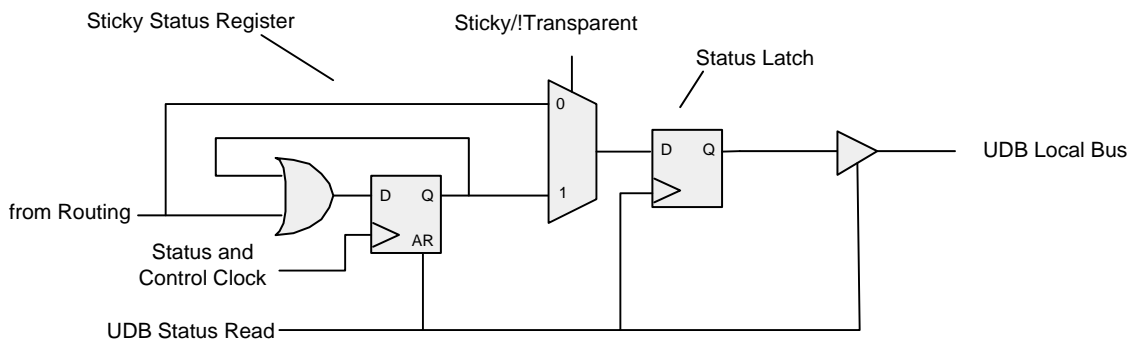 Sticky Status Register
Sticky/!Transparent
Status Latch
0
D Q
UDB Local Bus
D Q
1
from Routing
AR
Status and
Control Clock
UDB Status Read